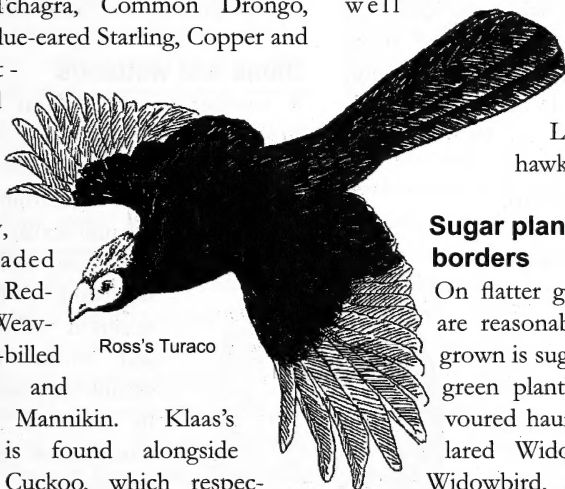 Tchagra, Common Drongo,
lue-eared Starling, Copper and
t -
aded
Red-
Weav-
-billed
and
Mannikin. Klaas's
is found alongside
Cuckoo, which respec-
Ross's Turaco
well
L
hawk
Sugar plan
borders
On flatter g
are reasonab
grown is sug
green plant
voured haun
lared Wido
Widowbird.